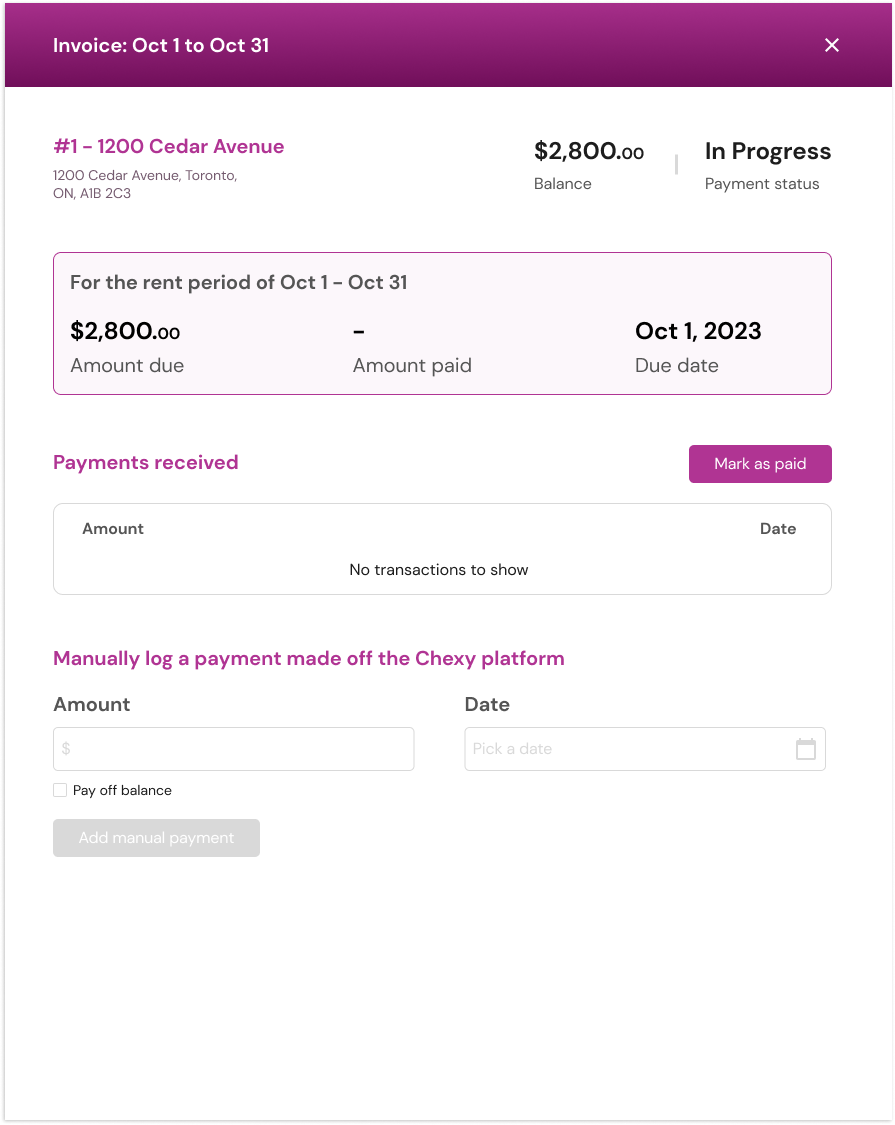 Invoice: Oct 1 to Oct 31
#1 – 1200 Cedar Avenue
1200 Cedar Avenue, Toronto,
ON, A1B 2C3
$2,800.00
Balance
In Progress
Payment status
For the rent period of Oct 1 – Oct 31
$2,800.00
Amount due
–
Amount paid
Oct 1, 2023
Due date
Payments received
Mark as paid
Amount
Date
No transactions to show
Manually log a payment made off the Chexy platform
Amount
Date
$
Pick a date
Pay off balance
Add manual payment